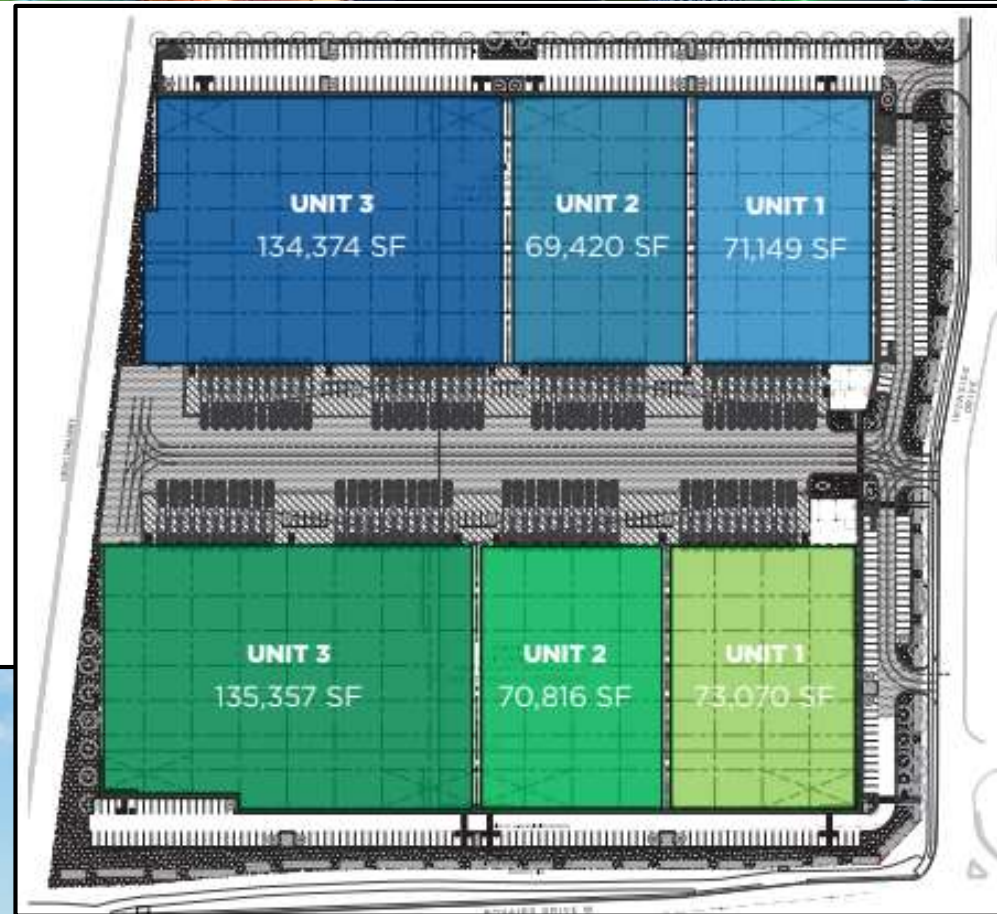 UNIT 3
134,374 SF
UNIT 2
69,420 SF
UNIT 1
71,149 SF
UNIT 3
135,357 SF
UNIT 2
70,816 SF
UNIT 1
73,070 SF